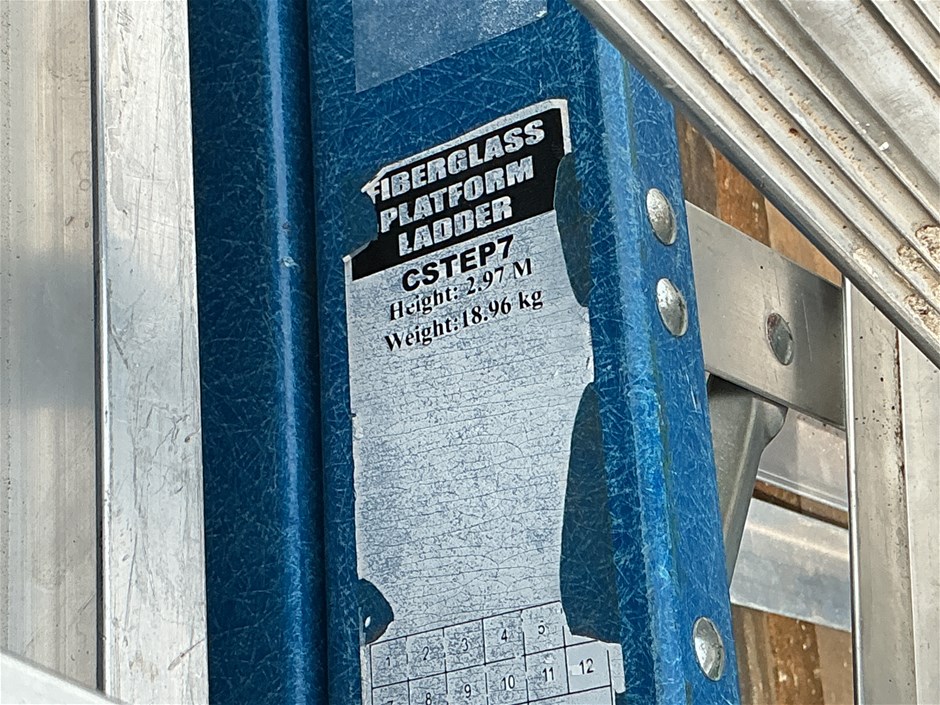 FIBERGLASS
PLATFORM
LADDER
CSTEP7
Height: 2.97 M
Weight:18.96 kg
1 2 3 4 5
7 8 9 10 11 12